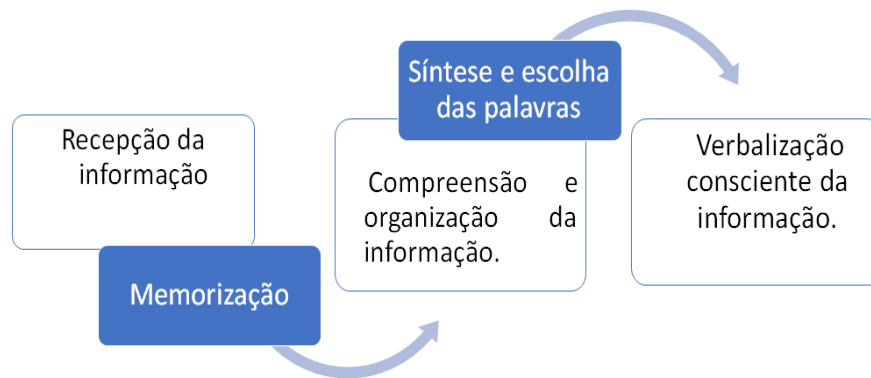 Recepção da
informação
Memorização
Síntese e escolha
das palavras
Compreensão e
organização da
informação.
Verbalização
consciente da
informação.